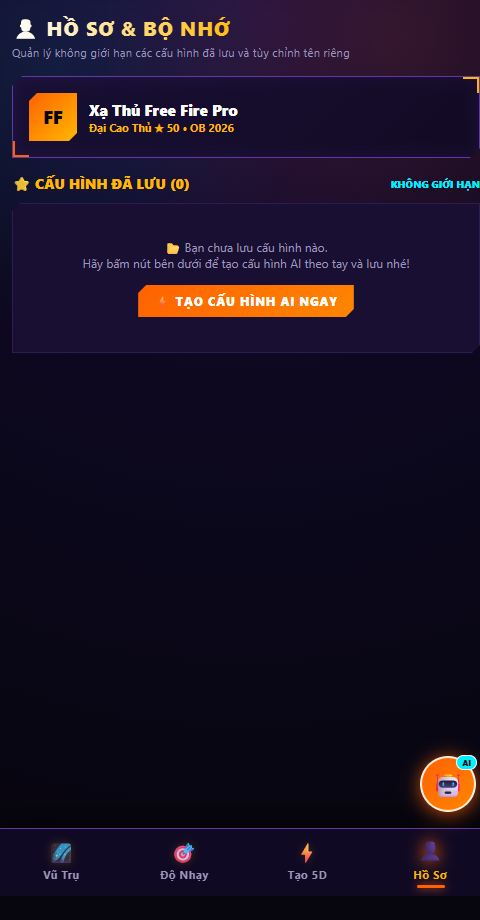 HỒ SƠ & BỘ NHỚ
Quản lý không giới hạn các cấu hình đã lưu và tùy chỉnh tên riêng
FF
Xạ Thủ Free Fire Pro
Đại Cao Thủ ★ 50 • OB 2026
CẤU HÌNH ĐÃ LƯU (0)
KHÔNG GIỚI HẠN
Bạn chưa lưu cấu hình nào.
Hãy bấm nút bên dưới để tạo cấu hình AI theo tay và lưu nhé!
TẠO CẤU HÌNH AI NGAY
AI
Vũ Trụ
Độ Nhạy
Tạo 5D
Hồ Sơ